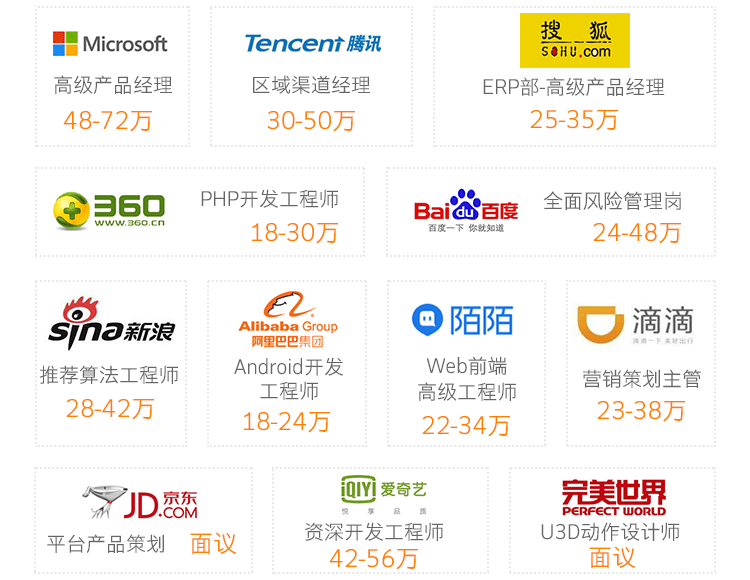 Microsoft
高级产品经理
48-72万
Tencent 腾讯
区域渠道经理
30-50万
搜狐
SOHU.com
ERP部-高级产品经理
25-35万
360
www.360.cn
PHP开发工程师
18-30万
Bai du 百度
百度一下 你就知道
全面风险管理岗
24-48万
sina新浪
推荐算法工程师
28-42万
Alibaba Group
阿里巴巴集团
Android开发
工程师
18-24万
陌陌
Web前端
高级工程师
22-34万
滴滴
滴滴一下 美好出行
营销策划主管
23-38万
JD京东
.COM
平台产品策划 面议
iQIYI 爱奇艺
悦享品质
资深开发工程师
42-56万
完美世界
PERFECT WORLD
U3D动作设计师
面议